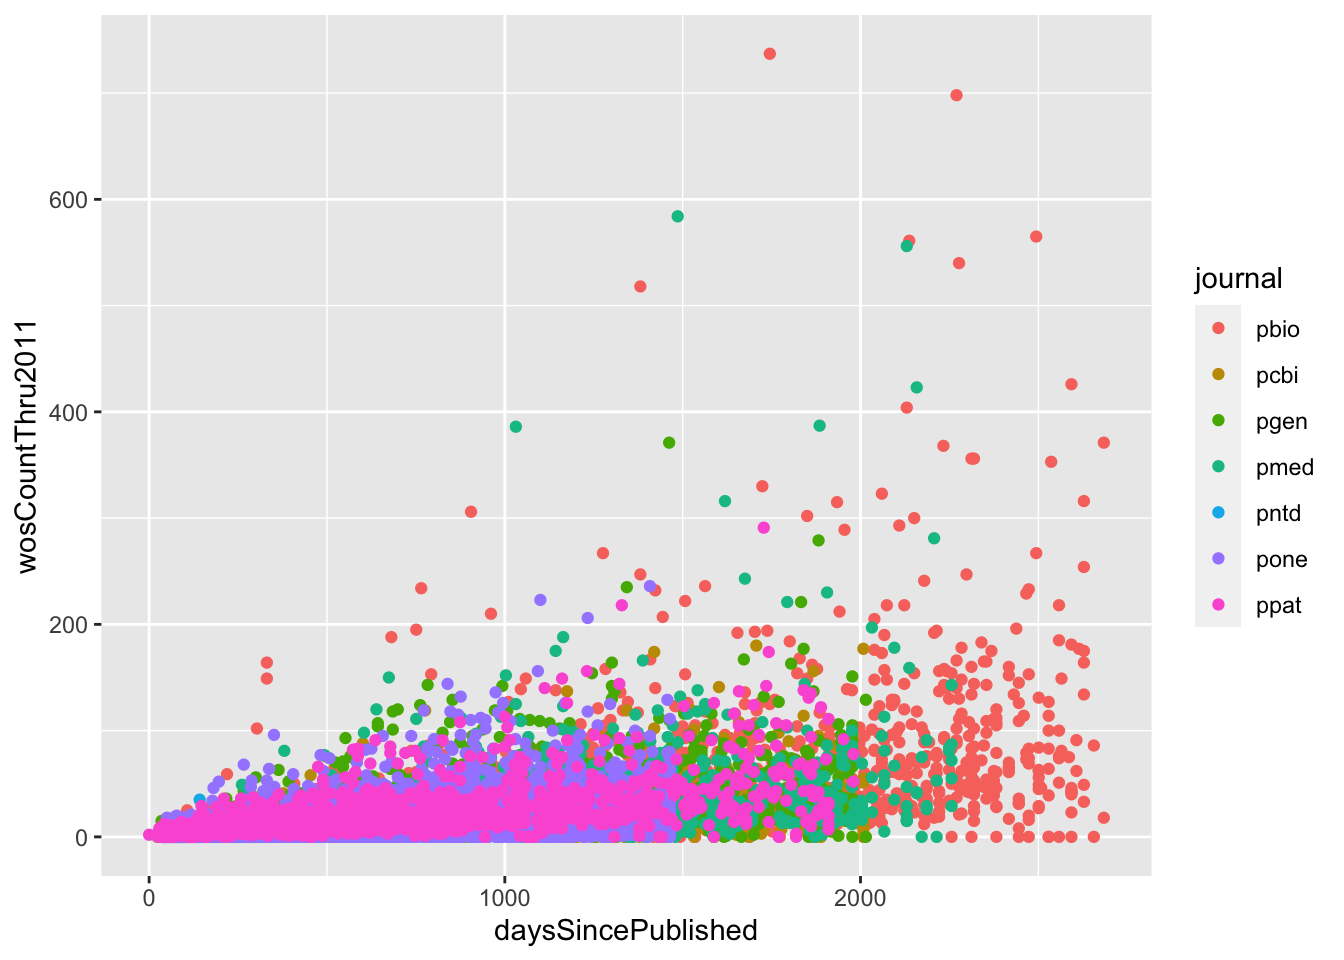 wosCountThru2011
600
400
200
0
0 1000 2000
daysSincePublished
journal
pbio
pcbi
pgen
pmed
pntd
pone
ppat